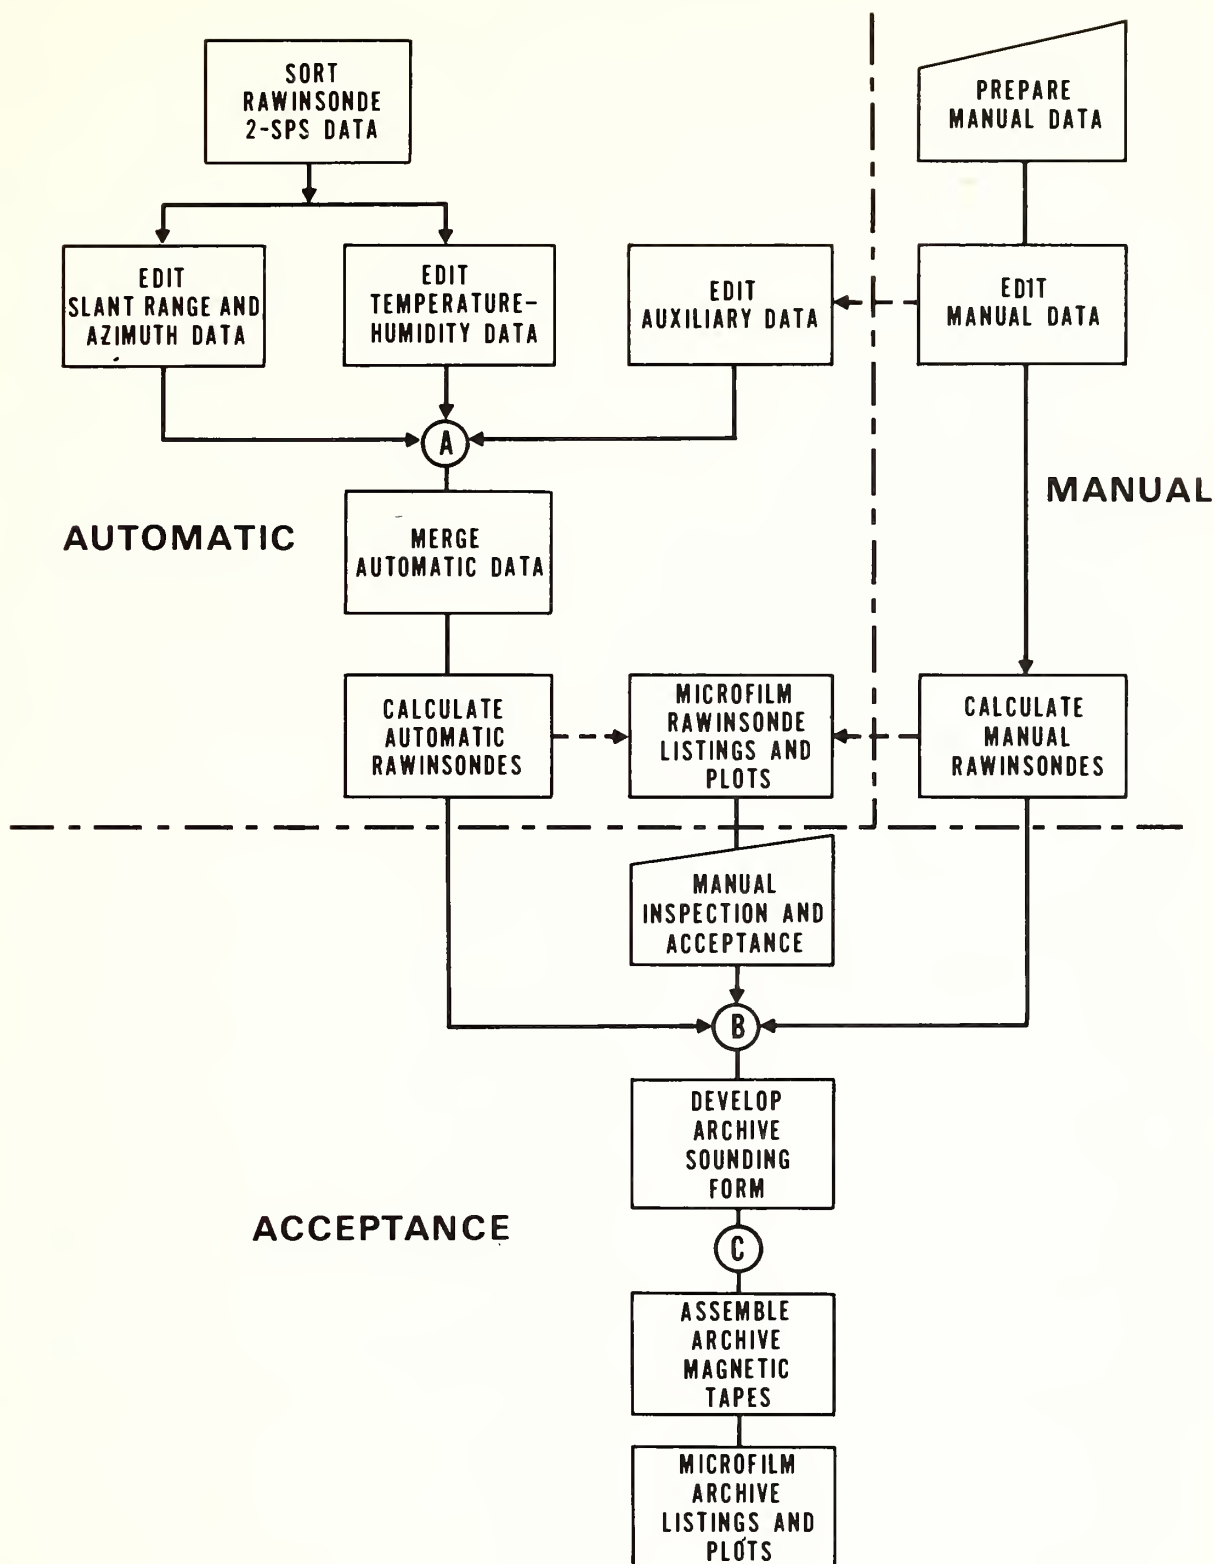 SORT
RAWINSONDE
2-SPS DATA
PREPARE
MANUAL DATA
EDIT
SLANT RANGE AND
AZIMUTH DATA
EDIT
TEMPERATURE-
HUMIDITY DATA
EDIT
AUXILIARY DATA
EDIT
MANUAL DATA
A
MANUAL
AUTOMATIC
MERGE
AUTOMATIC DATA
CALCULATE
AUTOMATIC
RAWINSONDES
MICROFILM
RAWINSONDE
LISTINGS AND
PLOTS
CALCULATE
MANUAL
RAWINSONDES
MANUAL
INSPECTION AND
ACCEPTANCE
B
DEVELOP
ARCHIVE
SOUNDING
FORM
ACCEPTANCE
C
ASSEMBLE
ARCHIVE
MAGNETIC
TAPES
MICROFILM
ARCHIVE
LISTINGS AND
PLOTS